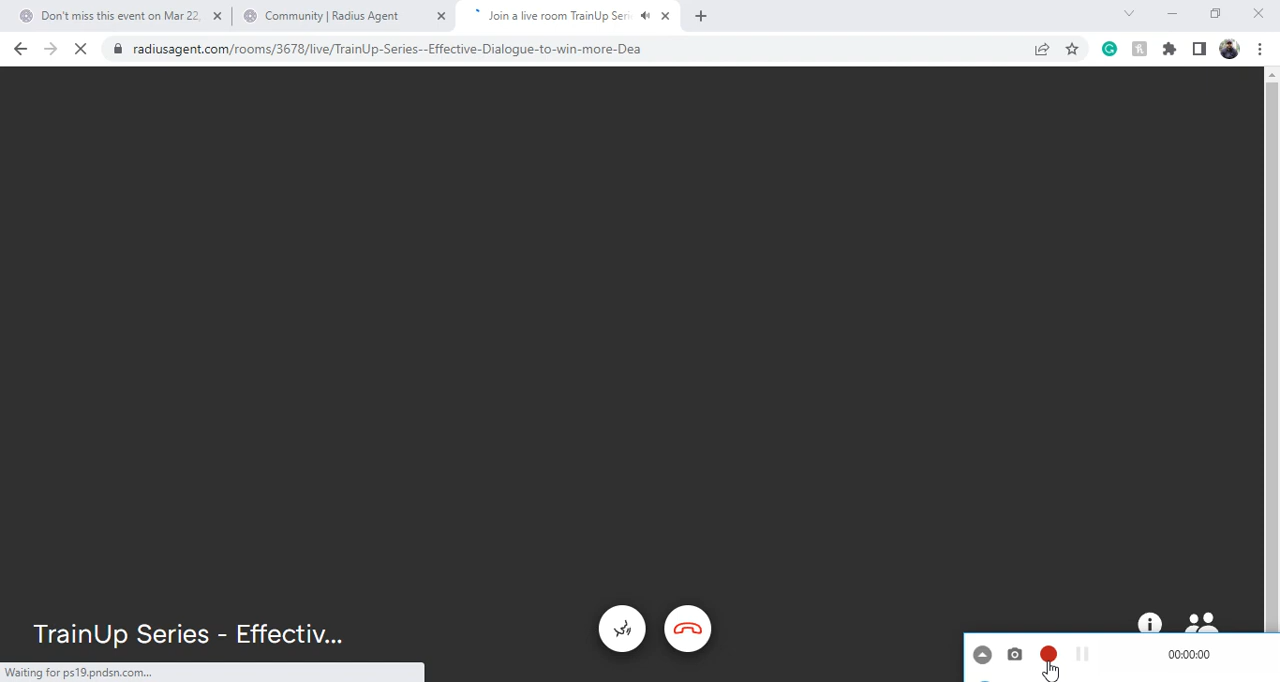 Don't miss this event on Mar 22,
Community | Radius Agent
Join a live room TrainUp Seri
radiusagent.com/rooms/3678/live/TrainUp-Series--Effective-Dialogue-to-win-more-Dea
TrainUp Series - Effectiv...
Waiting for ps19.pndsn.com...
00:00:00